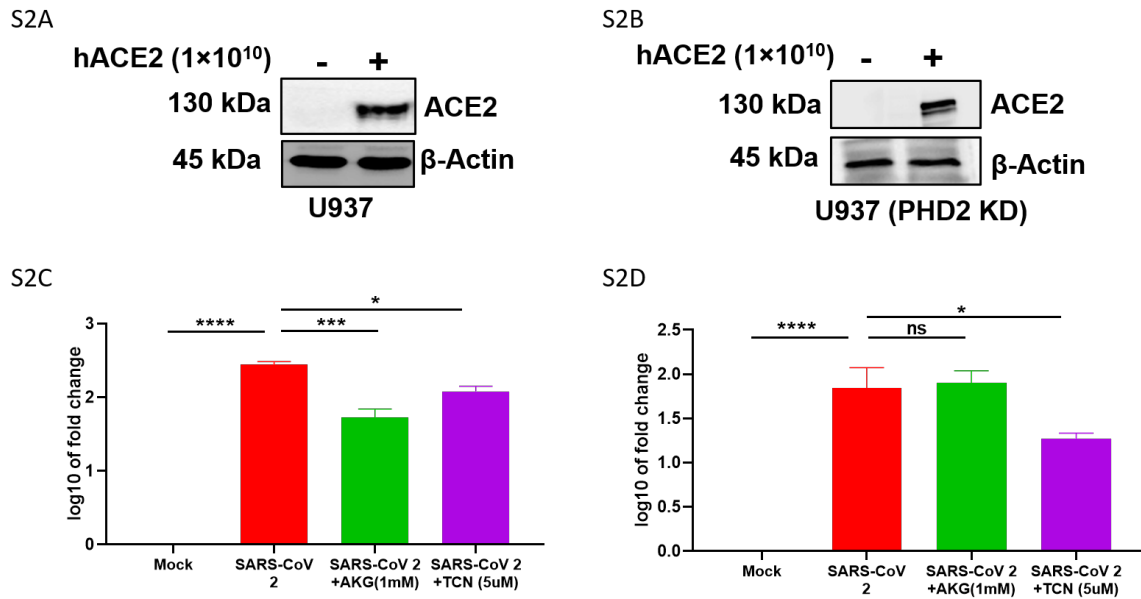 S2A
hACE2 (1×10¹⁰) - +
130 kDa ACE2
45 kDa β-Actin
U937
S2B
hACE2 (1×10¹⁰) - +
130 kDa ACE2
45 kDa β-Actin
U937 (PHD2 KD)
S2C
*
**** ***
log10 of fold change
3
2
1
0
Mock
SARS-CoV
2
SARS-CoV 2
+AKG(1mM)
SARS-CoV 2
+TCN (5uM)
S2D
*
**** ns
log10 of fold change
2.5
2.0
1.5
1.0
0.5
0.0
Mock
SARS-CoV
2
SARS-CoV 2
+AKG(1mM)
SARS-CoV 2
+TCN (5uM)